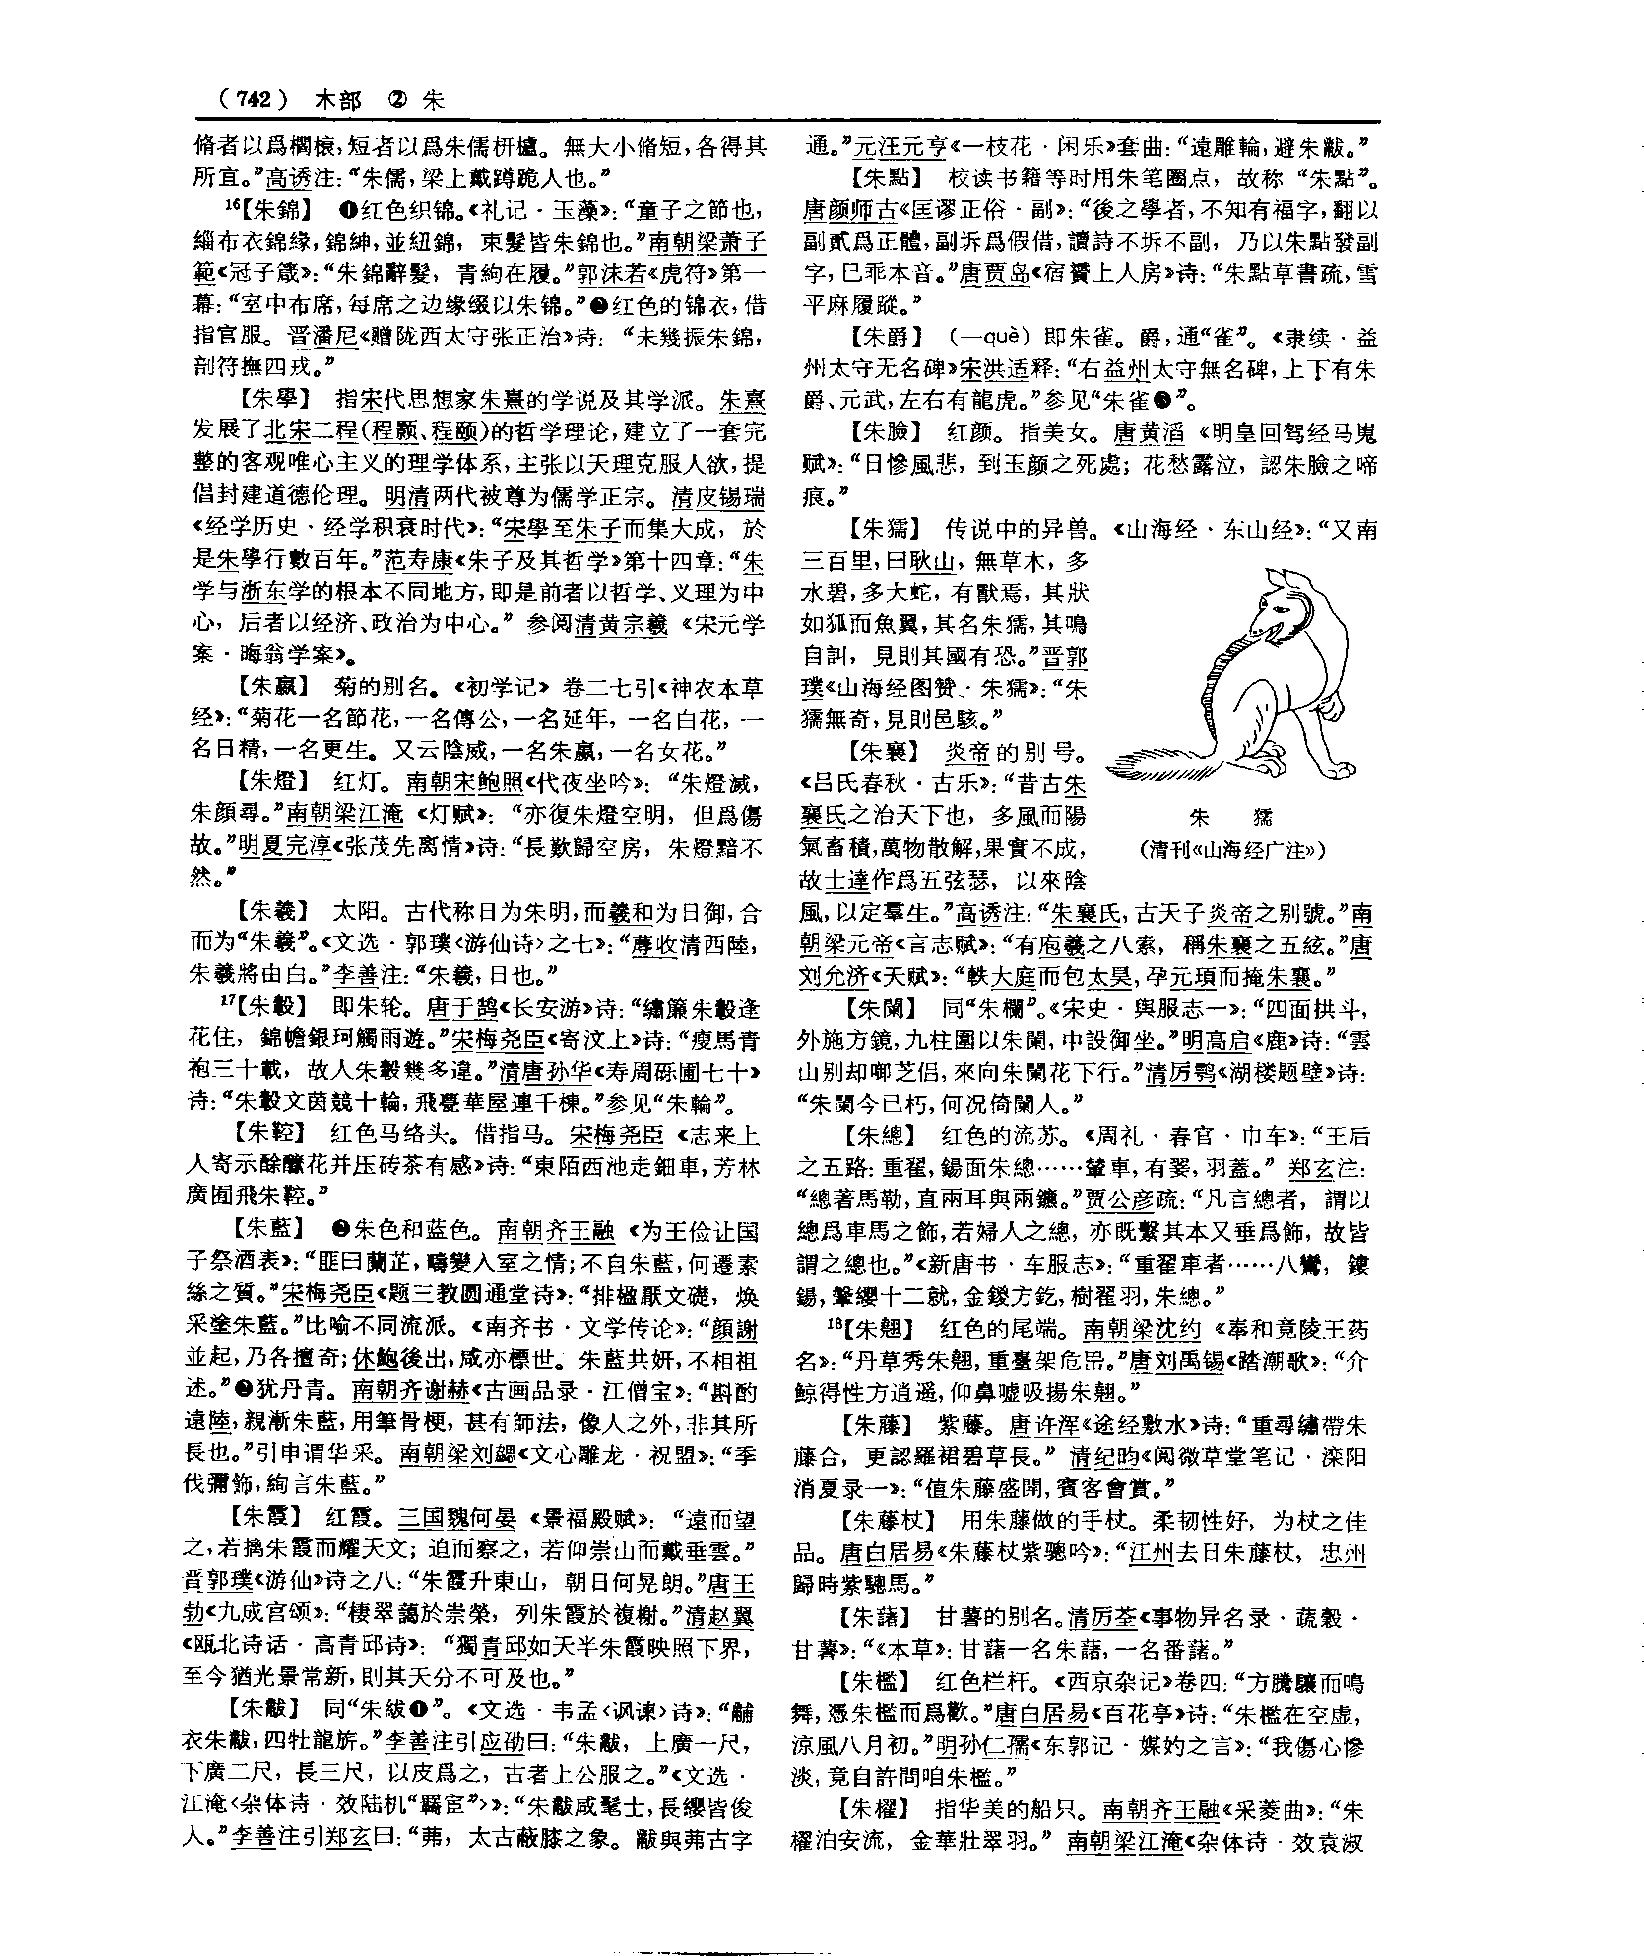 （742） 木部 ② 朱
脩者以爲櫚榱，短者以爲朱儒枅櫨。無大小脩短，各得其
所宜。”高诱注：“朱儒，梁上戴蹲跪人也。”
16【朱錦】 ❶红色织锦。《礼记·玉藻》：“童子之節也，
緇布衣錦緣，錦紳，並紐錦，束髮皆朱錦也。”南朝梁萧子
範《冠子箴》：“朱錦辭髮，青絇在履。”郭沫若《虎符》第一
幕：“室中布席，每席之边缘缀以朱锦。”❷红色的锦衣，借
指官服。晋潘尼《赠陇西太守张正治》诗：“未幾振朱錦，
剖符撫四戎。”
【朱學】 指宋代思想家朱熹的学说及其学派。朱熹
发展了北宋二程（程颢、程颐）的哲学理论，建立了一套完
整的客观唯心主义的理学体系，主张以天理克服人欲，提
倡封建道德伦理。明清两代被尊为儒学正宗。清皮锡瑞
《经学历史·经学积衰时代》：“宋學至朱子而集大成，於
是朱學行數百年。”范寿康《朱子及其哲学》第十四章：“朱
学与浙东学的根本不同地方，即是前者以哲学、义理为中
心，后者以经济、政治为中心。”参阅清黄宗羲《宋元学
案·晦翁学案》。
【朱嬴】 菊的别名。《初学记》卷二七引《神农本草
经》：“菊花一名節花，一名傅公，一名延年，一名白花，一
名日精，一名更生。又云陰威，一名朱嬴，一名女花。”
【朱燈】 红灯。南朝宋鲍照《代夜坐吟》：“朱燈滅，
朱顔尋。”南朝梁江淹《灯赋》：“亦復朱燈空明，但爲傷
故。”明夏完淳《张茂先离情》诗：“長歎歸空房，朱燈黯不
然。”
【朱羲】 太阳。古代称日为朱明，而羲和为日御，合
而为“朱羲”。《文选·郭璞〈游仙诗〉之七》：“蓐收清西陸，
朱羲將由白。”李善注：“朱羲，日也。”
17【朱轂】 即朱轮。唐于鹄《长安游》诗：“繡簾朱轂逢
花住，錦幨銀珂觸雨遊。”宋梅尧臣《寄汶上》诗：“瘦馬青
袍三十載，故人朱轂幾多違。”清唐孙华《寿周砾圃七十》
诗：“朱轂文茵競十輪，飛甍華屋連千棟。”参见“朱輪”。
【朱鞚】 红色马络头。借指马。宋梅尧臣《志来上
人寄示酴醿花并压砖茶有感》诗：“東陌西池走鈿車，芳林
廣囿飛朱鞚。”
【朱藍】 ❶朱色和蓝色。南朝齐王融《为王俭让国
子祭酒表》：“匪曰蘭芷，疇變入室之情；不自朱藍，何遷素
絲之質。”宋梅尧臣《题三教圆通堂诗》：“排楹厭文礎，焕
采塗朱藍。”比喻不同流派。《南齐书·文学传论》：“顔謝
並起，乃各擅奇；休鮑後出，咸亦標世。朱藍共妍，不相祖
述。”❷犹丹青。南朝齐谢赫《古画品录·江僧宝》：“斟酌
遠陸，親漸朱藍，用筆骨梗，甚有師法，像人之外，非其所
長也。”引申谓华采。南朝梁刘勰《文心雕龙·祝盟》：“季
伐彌飾，絢言朱藍。”
【朱霞】 红霞。三国魏何晏《景福殿赋》：“遠而望
之，若摛朱霞而耀天文；迫而察之，若仰崇山而戴垂雲。”
晋郭璞《游仙》诗之八：“朱霞升東山，朝日何晃朗。”唐王
勃《九成宫颂》：“棲翠藹於崇榮，列朱霞於複榭。”清赵翼
《瓯北诗话·高青邱诗》：“獨青邱如天半朱霞映照下界，
至今猶光景常新，則其天分不可及也。”
【朱黻】 同“朱紱❶”。《文选·韦孟〈讽谏〉诗》：“黼
衣朱黻，四牡龍旂。”李善注引应劭曰：“朱黻，上廣一尺，
下廣二尺，長三尺，以皮爲之，古者上公服之。”《文选·
江淹〈杂体诗·效陆机“羈宦”〉》：“朱黻咸髦士，長纓皆俊
人。”李善注引郑玄曰：“茀，太古蔽膝之象。黻與茀古字
通。”元汪元亨《一枝花·闲乐》套曲：“遠雕輪，避朱黻。”
【朱點】 校读书籍等时用朱笔圈点，故称“朱點”。
唐颜师古《匡谬正俗·副》：“後之學者，不知有福字，翻以
副貳爲正體，副坼爲假借，讀詩不坼不副，乃以朱點發副
字，已乖本音。”唐贾岛《宿赟上人房》诗：“朱點草書疏，雪
平麻履蹤。”
【朱爵】 （—què）即朱雀。爵，通“雀”。《隶续·益
州太守无名碑》宋洪适释：“右益州太守無名碑，上下有朱
爵、元武，左右有龍虎。”参见“朱雀❸”。
【朱臉】 红颜。指美女。唐黄滔《明皇回驾经马嵬
赋》：“日慘風悲，到玉颜之死處；花愁露泣，認朱臉之啼
痕。”
【朱獳】 传说中的异兽。《山海经·东山经》：“又南
三百里，曰耿山，無草木，多
水碧，多大蛇，有獸焉，其狀
如狐而魚翼，其名朱獳，其鳴
自訓，見則其國有恐。”晋郭
璞《山海经图赞·朱獳》：“朱
獳無奇，見則邑駭。”
【朱襄】 炎帝的别号。
《吕氏春秋·古乐》：“昔古朱
襄氏之治天下也，多風而陽
氣畜積，萬物散解，果實不成，
故士達作爲五弦瑟，以來陰
朱 獳
（清刊《山海经广注》）
風，以定羣生。”高诱注：“朱襄氏，古天子炎帝之别號。”南
朝梁元帝《言志赋》：“有庖羲之八索，稱朱襄之五絃。”唐
刘允济《天赋》：“軼大庭而包太昊，孕元頊而掩朱襄。”
【朱闌】 同“朱欄”。《宋史·舆服志一》：“四面拱斗，
外施方鏡，九柱圍以朱闌，中設御坐。”明高启《鹿》诗：“雲
山别却啣芝侣，來向朱闌花下行。”清厉鹗《湖楼题壁》诗：
“朱闌今已朽，何况倚闌人。”
【朱總】 红色的流苏。《周礼·春官·巾车》：“王后
之五路：重翟，鍚面朱總……輦車，有翣，羽蓋。”郑玄注：
“總著馬勒，直兩耳與兩鑣。”贾公彦疏：“凡言總者，謂以
總爲車馬之飾，若婦人之總，亦既繫其本又垂爲飾，故皆
謂之總也。”《新唐书·车服志》：“重翟車者……八鸞，鏤
鍚，鞶纓十二就，金鍐方釳，樹翟羽，朱總。”
18【朱翹】 红色的尾端。南朝梁沈约《奉和竟陵王药
名》：“丹草秀朱翹，重臺架危岊。”唐刘禹锡《踏潮歌》：“介
鯨得性方逍遥，仰鼻嘘吸揚朱翹。”
【朱藤】 紫藤。唐许浑《途经敷水》诗：“重尋繡帶朱
藤合，更認羅裙碧草長。”清纪昀《阅微草堂笔记·滦阳
消夏录一》：“值朱藤盛開，賓客會賞。”
【朱藤杖】 用朱藤做的手杖。柔韧性好，为杖之佳
品。唐白居易《朱藤杖紫骢吟》：“江州去日朱藤杖，忠州
歸時紫驄馬。”
【朱藷】 甘薯的别名。清厉荃《事物异名录·蔬穀·
甘薯》：“《本草》：甘藷一名朱藷，一名番藷。”
【朱檻】 红色栏杆。《西京杂记》卷四：“方騰驤而鳴
舞，憑朱檻而爲歡。”唐白居易《百花亭》诗：“朱檻在空虚，
涼風八月初。”明孙仁孺《东郭记·媒妁之言》：“我傷心慘
淡，竟自許問咱朱檻。”
【朱櫂】 指华美的船只。南朝齐王融《采菱曲》：“朱
櫂泊安流，金華壯翠羽。”南朝梁江淹《杂体诗·效袁淑